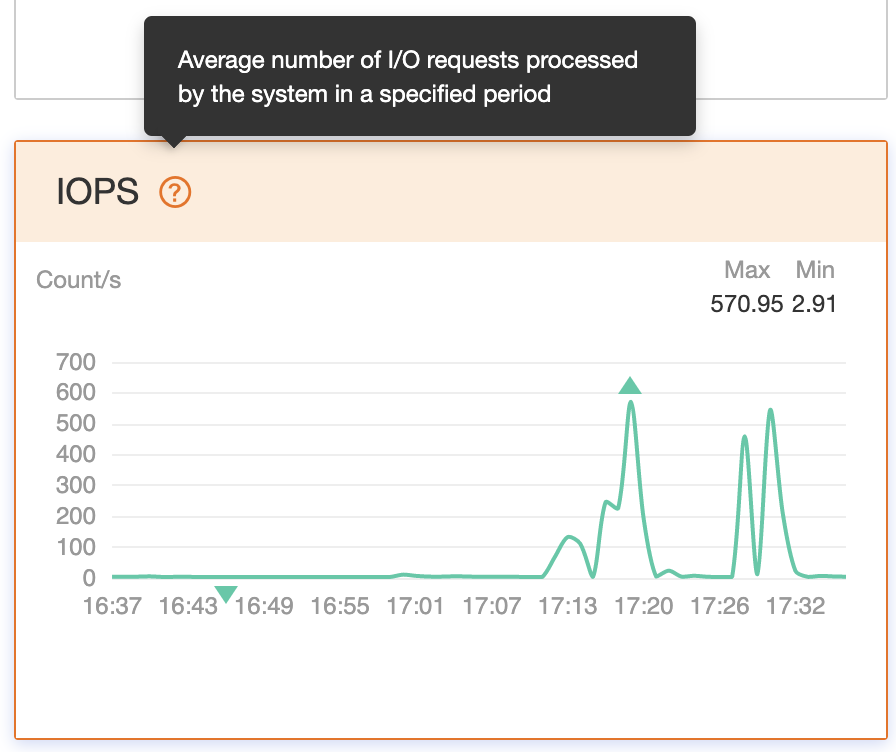 Average number of I/O requests processed
by the system in a specified period
IOPS ?
Count/s
Max Min
570.95 2.91
700
600
500
400
300
200
100
0
16:37 16:43 16:49 16:55 17:01 17:07 17:13 17:20 17:26 17:32